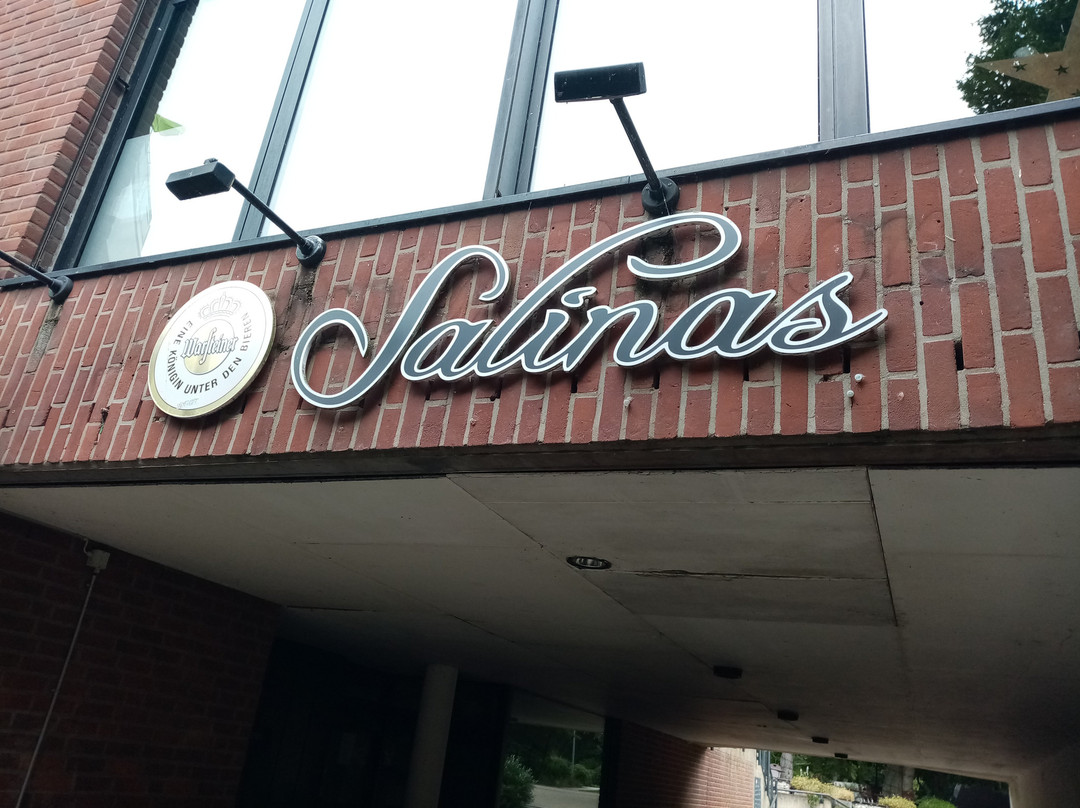 Warsteiner
EINE KÖNIGIN UNTER DEN BIEREN
Salinas